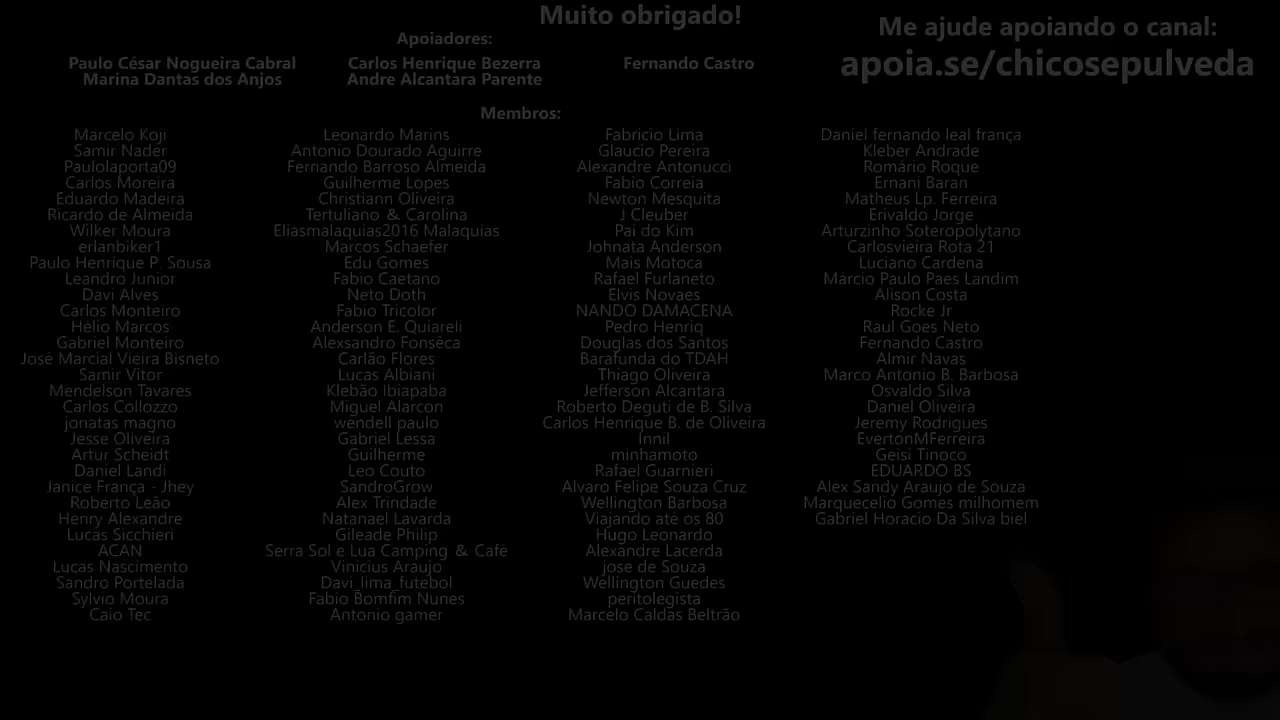 Muito obrigado!
Me ajude apoiando o canal:
apoia.se/chicosepulveda
Apoiadores:
Paulo César Nogueira Cabral
Marina Dantas dos Anjos
Carlos Henrique Bezerra
Andre Alcantara Parente
Fernando Castro
Membros:
Marcelo Koji
Samir Nader
Paulolaporta09
Carlos Moreira
Eduardo Madeira
Ricardo de Almeida
Wilker Moura
erlanbiker1
Paulo Henrique P. Sousa
Leandro Junior
Davi Alves
Carlos Monteiro
Hélio Marcos
Gabriel Monteiro
José Marcial Vieira Bisneto
Samir Vitor
Mendelson Tavares
Carlos Collozzo
jonatas magno
Jesse Oliveira
Artur Scheidt
Daniel Landi
Janice França - Jhey
Roberto Leão
Henry Alexandre
Lucas Sicchieri
ACAN
Lucas Nascimento
Sandro Portelada
Sylvio Moura
Caio Tec
Leonardo Marins
Antonio Dourado Aguirre
Fernando Barroso Almeida
Guilherme Lopes
Christiann Oliveira
Tertuliano & Carolina
Eliasmalaquias2016 Malaquias
Marcos Schaefer
Edu Gomes
Fabio Caetano
Neto Doth
Fabio Tricolor
Anderson E. Quiareli
Alexsandro Fonsêca
Carlão Flores
Lucas Albiani
Klebão Ibiapaba
Miguel Alarcon
wendell paulo
Gabriel Lessa
Guilherme
Leo Couto
SandroGrow
Alex Trindade
Natanael Lavarda
Gileade Philip
Serra Sol e Lua Camping & Café
Vinicius Araujo
Davi_lima_futebol
Fabio Bomfim Nunes
Antonio gamer
Fabricio Lima
Glaucio Pereira
Alexandre Antonucci
Fabio Correia
Newton Mesquita
J Cleuber
Pai do Kim
Johnata Anderson
Mais Motoca
Rafael Furlaneto
Elvis Novaes
NANDO DAMACENA
Pedro Henriq
Douglas dos Santos
Barafunda do TDAH
Thiago Oliveira
Jefferson Alcantara
Roberto Deguti de B. Silva
Carlos Henrique B. de Oliveira
Innil
minhamoto
Rafael Guarnieri
Alvaro Felipe Souza Cruz
Wellington Barbosa
Viajando até os 80
Hugo Leonardo
Alexandre Lacerda
jose de Souza
Wellington Guedes
peritolegista
Marcelo Caldas Beltrão
Daniel fernando leal frança
Kleber Andrade
Romário Roque
Ernani Baran
Matheus Lp. Ferreira
Erivaldo Jorge
Arturzinho Soteropolytano
Carlosvieira Rota 21
Luciano Cardena
Márcio Paulo Paes Landim
Alison Costa
Rocke Jr
Raul Goes Neto
Fernando Castro
Almir Navas
Marco Antonio B. Barbosa
Osvaldo Silva
Daniel Oliveira
Jeremy Rodrigues
EvertonMFerreira
Geisi Tinoco
EDUARDO BS
Alex Sandy Araujo de Souza
Marquecelio Gomes milhomem
Gabriel Horacio Da Silva biel